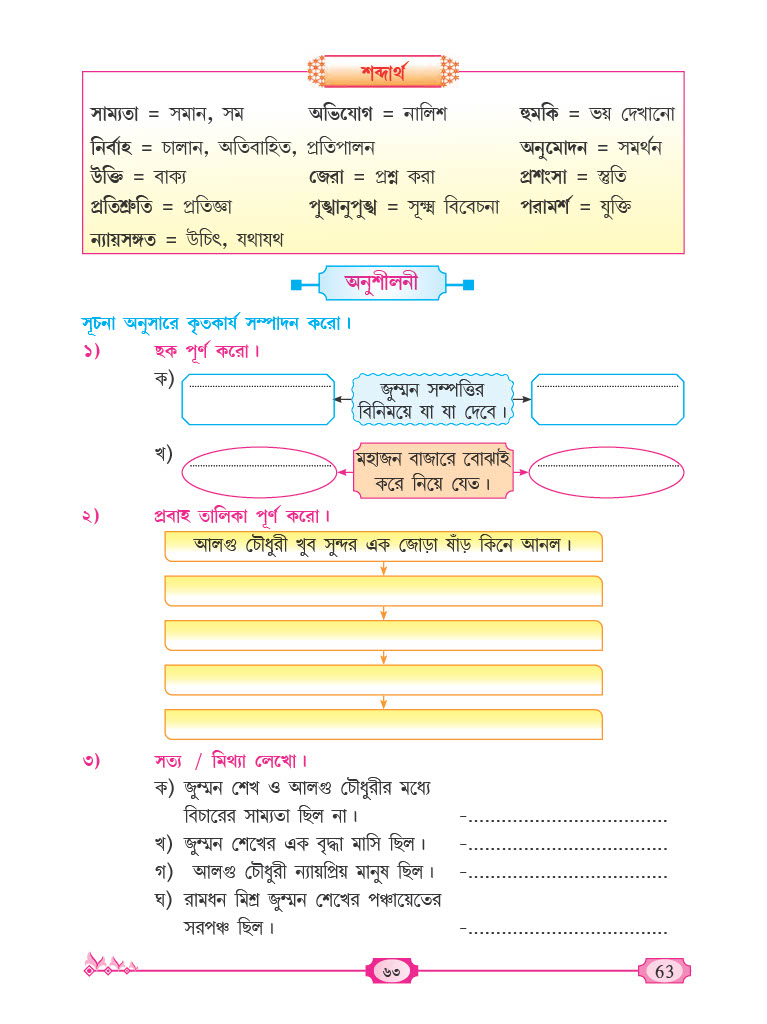 শব্দার্থ
সাম্যতা = সমান, সম অভিযোগ = নালিশ হুমকি = ভয় দেখানো
নির্বাহ = চালান, অতিবাহিত, প্রতিপালন অনুমোদন = সমর্থন
উক্তি = বাক্য জেরা = প্রশ্ন করা প্রশংসা = স্তুতি
প্রতিশ্রুতি = প্রতিজ্ঞা পুঙ্খানুপুঙ্খ = সূক্ষ্ম বিবেচনা পরামর্শ = যুক্তি
ন্যায়সঙ্গত = উচিৎ, যথাযথ
অনুশীলনী
সূচনা অনুসারে কৃতকার্য সম্পাদন করো।
১) ছক পূর্ণ করো।
ক) জুম্মন সম্পত্তির
বিনিময়ে যা যা দেবে।
খ) মহাজন বাজারে বোঝাই
করে নিয়ে যেত।
২) প্রবাহ তালিকা পূর্ণ করো।
আলগু চৌধুরী খুব সুন্দর এক জোড়া ষাঁড় কিনে আনল।
৩) সত্য / মিথ্যা লেখো।
ক) জুম্মন শেখ ও আলগু চৌধুরীর মধ্যে
বিচারের সাম্যতা ছিল না। -....................................
খ) জুম্মন শেখের এক বৃদ্ধা মাসি ছিল। -....................................
গ) আলগু চৌধুরী ন্যায়প্রিয় মানুষ ছিল। -....................................
ঘ) রামধন মিশ্র জুম্মন শেখের পঞ্চায়েতের
সরপঞ্চ ছিল। -....................................
৬৩ 63